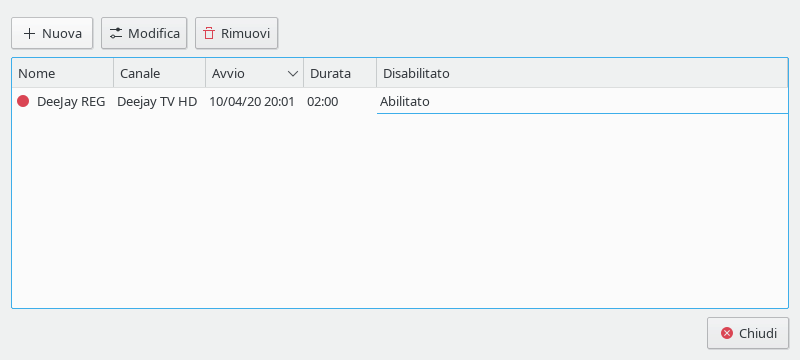 Nuova Modifica Rimuovi
Nome Canale Avvio Durata Disabilitato
DeeJay REG Deejay TV HD 10/04/20 20:01 02:00 Abilitato
Chiudi